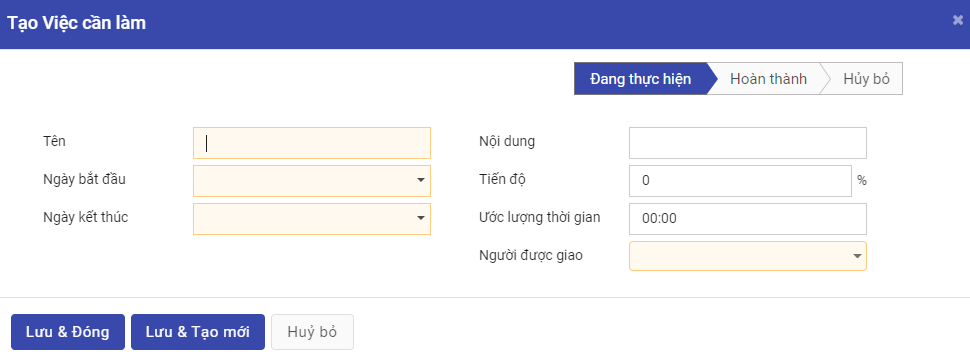 Tạo Việc cần làm
×
Đang thực hiện
Hoàn thành
Hủy bỏ
Tên
Nội dung
Ngày bắt đầu
Tiến độ
0
%
Ngày kết thúc
Ước lượng thời gian
00:00
Người được giao
Lưu & Đóng
Lưu & Tạo mới
Huỷ bỏ